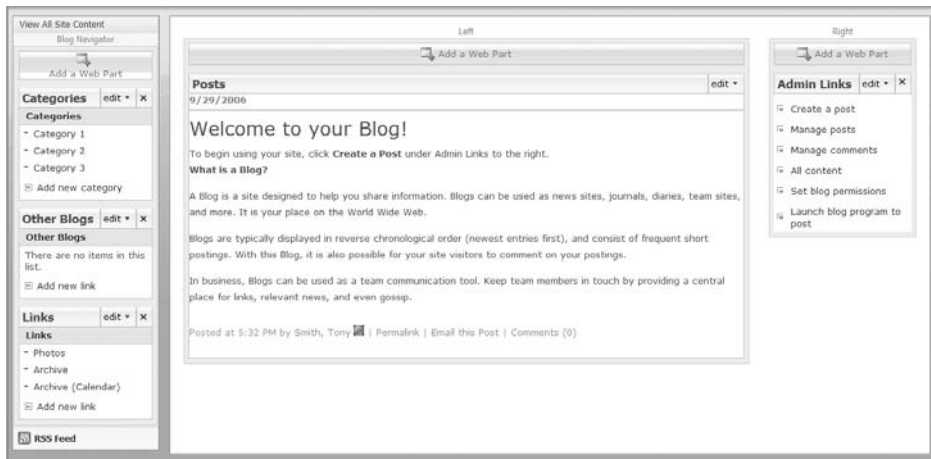 View All Site Content
Blog Navigator
Add a Web Part
Categories edit ×
Categories
Category 1
Category 2
Category 3
Add new category
Other Blogs edit ×
Other Blogs
There are no items in this
list.
Add new link
Links edit ×
Links
Photos
Archive
Archive (Calendar)
Add new link
RSS Feed
Left
Add a Web Part
Posts edit
9/29/2006
Welcome to your Blog!
To begin using your site, click Create a Post under Admin Links to the right.
What is a Blog?
A Blog is a site designed to help you share information. Blogs can be used as news sites, journals, diaries, team sites,
and more. It is your place on the World Wide Web.
Blogs are typically displayed in reverse chronological order (newest entries first), and consist of frequent short
postings. With this Blog, it is also possible for your site visitors to comment on your postings.
In business, Blogs can be used as a team communication tool. Keep team members in touch by providing a central
place for links, relevant news, and even gossip.
Posted at 5:32 PM by Smith, Tony | Permalink | Email this Post | Comments (0)
Right
Add a Web Part
Admin Links edit ×
Create a post
Manage posts
Manage comments
All content
Set blog permissions
Launch blog program to
post